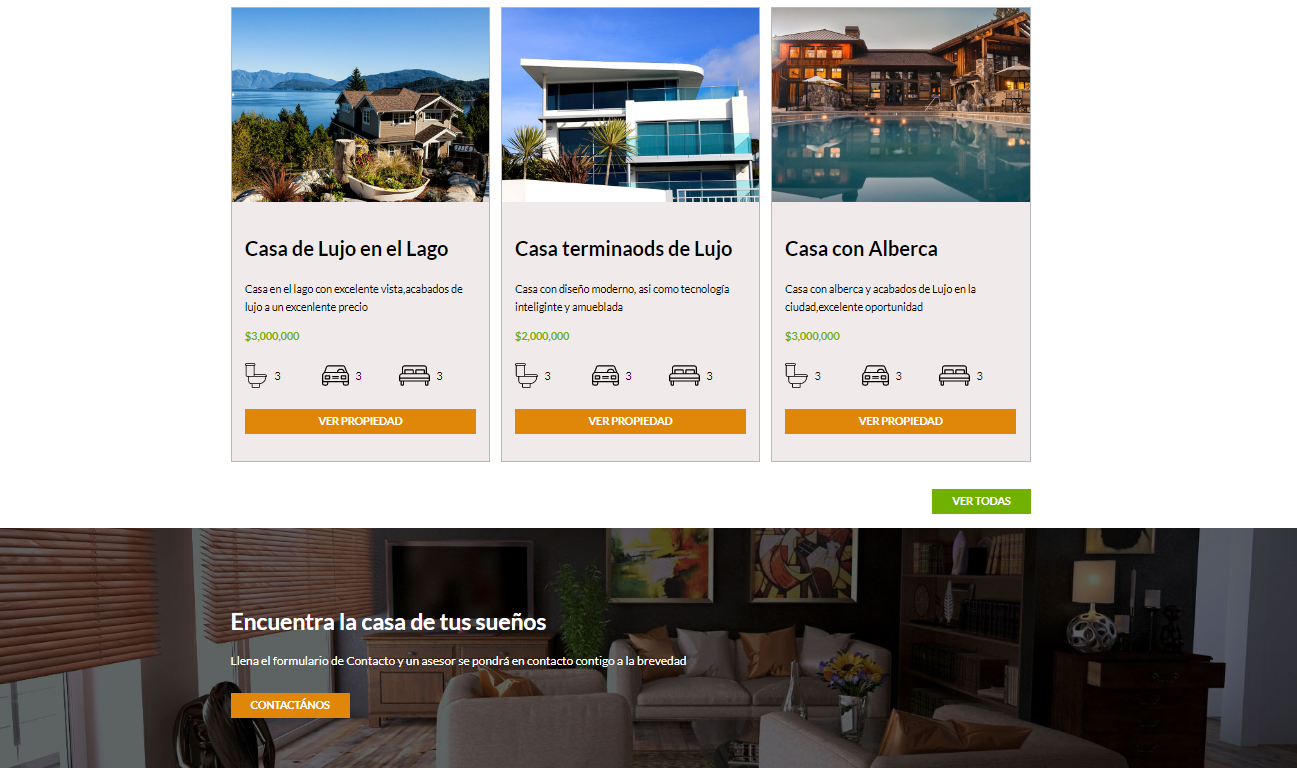 Casa de Lujo en el Lago
Casa en el lago con excelente vista,acabados de
lujo a un excenlente precio
$3,000,000
3 3 3
VER PROPIEDAD
Casa terminaods de Lujo
Casa con diseño moderno, asi como tecnología
inteliginte y amueblada
$2,000,000
3 3 3
VER PROPIEDAD
Casa con Alberca
Casa con alberca y acabados de Lujo en la
ciudad,excelente oportunidad
$3,000,000
3 3 3
VER PROPIEDAD
VER TODAS
Encuentra la casa de tus sueños
Llena el formulario de Contacto y un asesor se pondrá en contacto contigo a la brevedad
CONTACTÁNOS